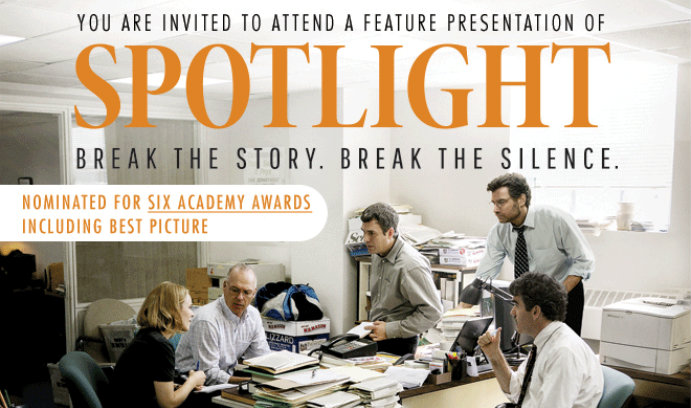 YOU ARE INVITED TO ATTEND A FEATURE PRESENTATION OF
SPOTLIGHT
BREAK THE STORY. BREAK THE SILENCE.
NOMINATED FOR SIX ACADEMY AWARDS
INCLUDING BEST PICTURE